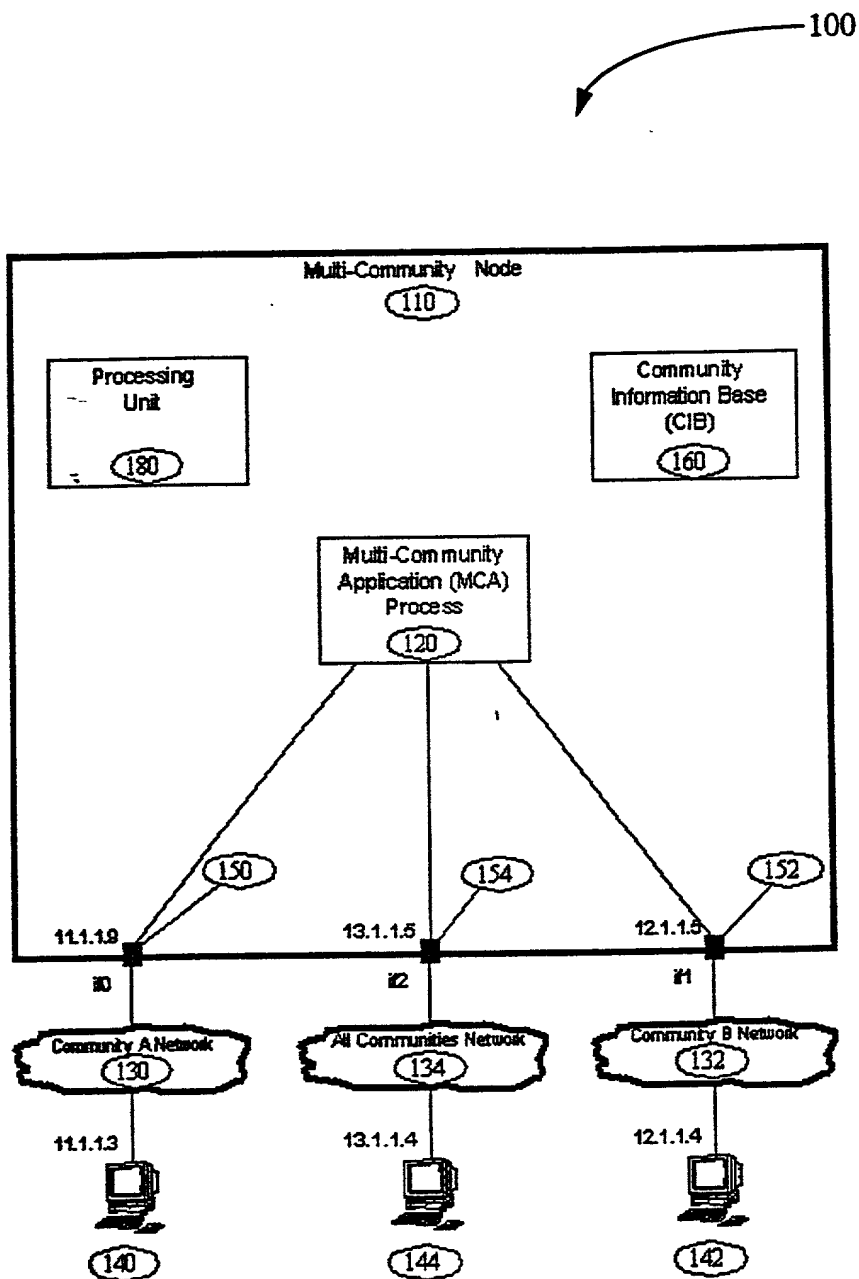 100
Multi-Community Node
110
Processing
Unit
180
Community
Information Base
(CIB)
160
Multi-Community
Application (MCA)
Process
120
150
154
152
11.1.1.9
13.1.1.5
12.1.1.5
if0
if2
if1
Community A Network
130
All Communities Network
134
Community B Network
132
11.1.1.3
13.1.1.4
12.1.1.4
140
144
142